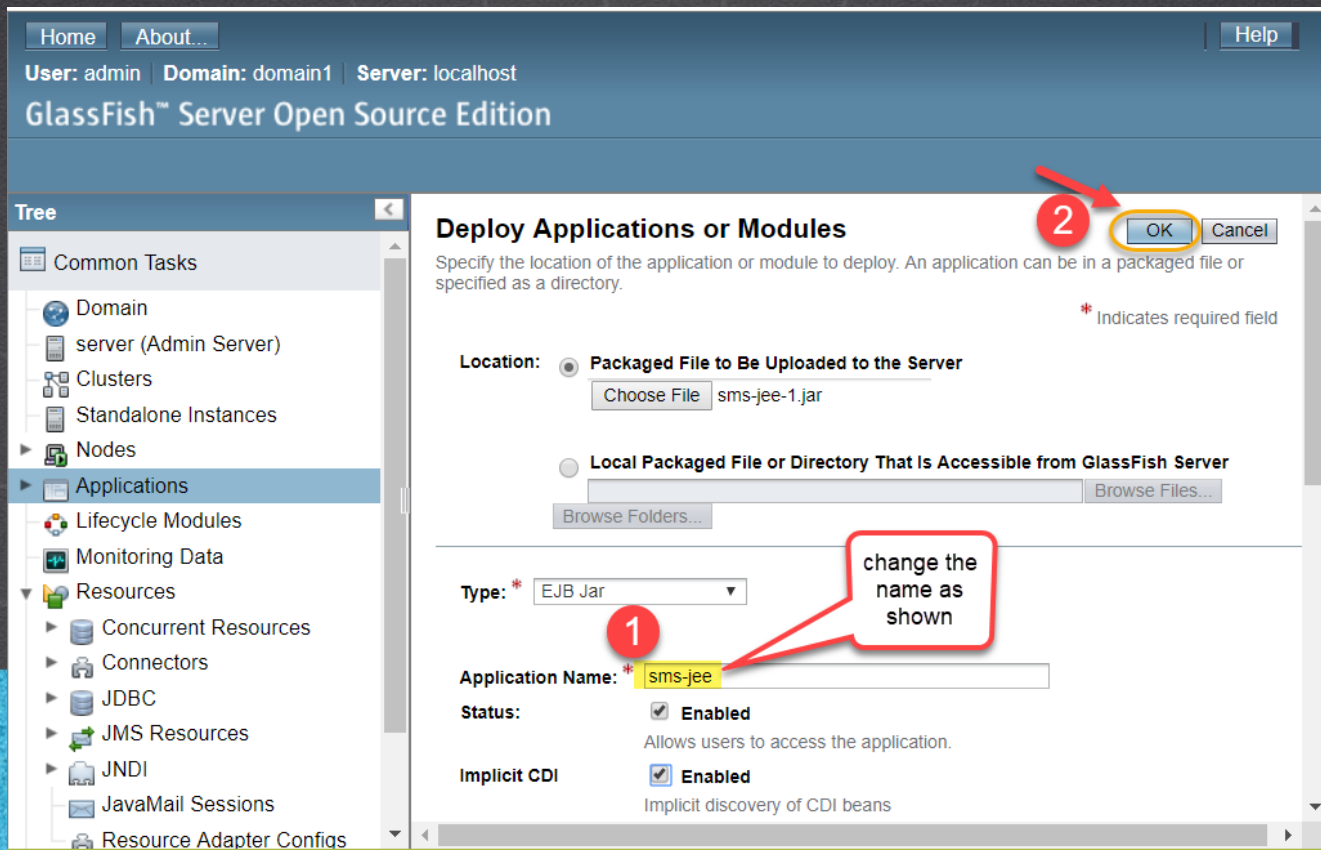 Home About... Help
User: admin Domain: domain1 Server: localhost
GlassFish™ Server Open Source Edition
Tree
Common Tasks
Domain
server (Admin Server)
Clusters
Standalone Instances
Nodes
Applications
Lifecycle Modules
Monitoring Data
Resources
Concurrent Resources
Connectors
JDBC
JMS Resources
JNDI
JavaMail Sessions
Resource Adapter Configs
Deploy Applications or Modules
2
OK Cancel
Specify the location of the application or module to deploy. An application can be in a packaged file or
specified as a directory.
* Indicates required field
Location: Packaged File to Be Uploaded to the Server
Choose File sms-jee-1.jar
Local Packaged File or Directory That Is Accessible from GlassFish Server
Browse Files...
Browse Folders...
change the
name as
shown
Type: * EJB Jar
1
Application Name: * sms-jee
Status: Enabled
Allows users to access the application.
Implicit CDI Enabled
Implicit discovery of CDI beans